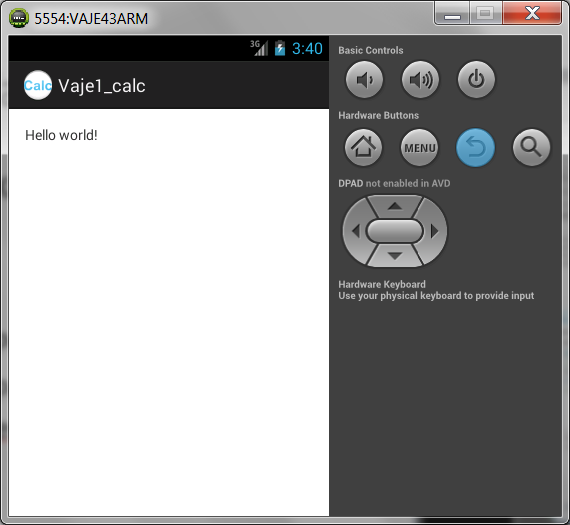 5554:VAJE43ARM
3G 3:40
Calc Vaje1_calc
Hello world!
Basic Controls
Hardware Buttons
MENU
DPAD not enabled in AVD
Hardware Keyboard
Use your physical keyboard to provide input